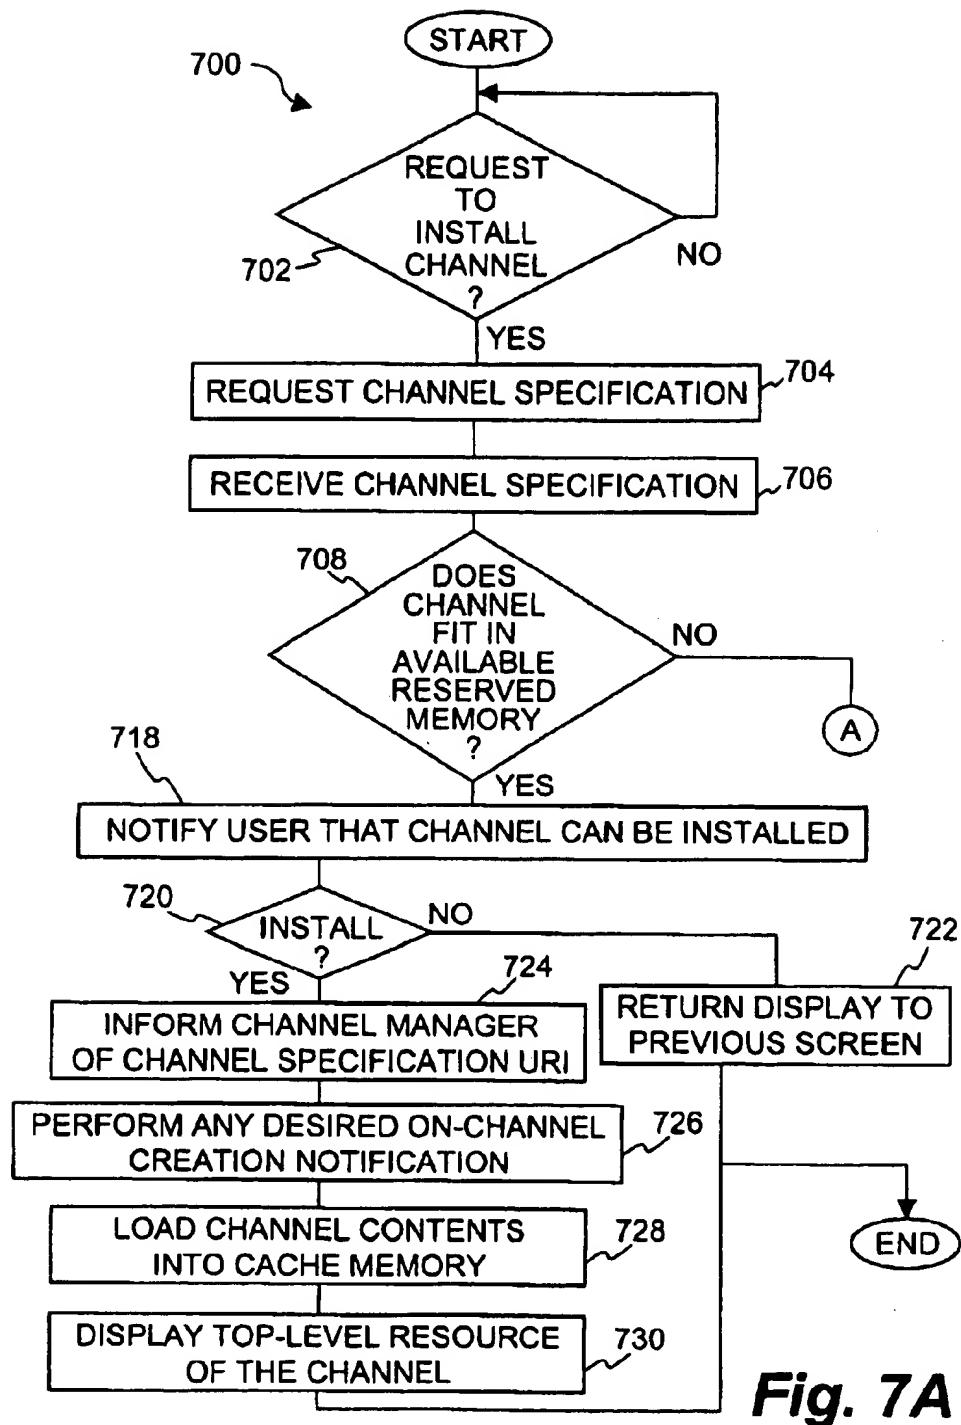 START
700
REQUEST
TO
INSTALL
CHANNEL
?
702
NO
YES
REQUEST CHANNEL SPECIFICATION
704
RECEIVE CHANNEL SPECIFICATION
706
708
DOES
CHANNEL
FIT IN
AVAILABLE
RESERVED
MEMORY
?
NO
A
718
YES
NOTIFY USER THAT CHANNEL CAN BE INSTALLED
720
INSTALL
?
NO
YES
722
RETURN DISPLAY TO
PREVIOUS SCREEN
724
INFORM CHANNEL MANAGER
OF CHANNEL SPECIFICATION URI
PERFORM ANY DESIRED ON-CHANNEL
CREATION NOTIFICATION
726
LOAD CHANNEL CONTENTS
INTO CACHE MEMORY
728
END
DISPLAY TOP-LEVEL RESOURCE
OF THE CHANNEL
730
Fig. 7A